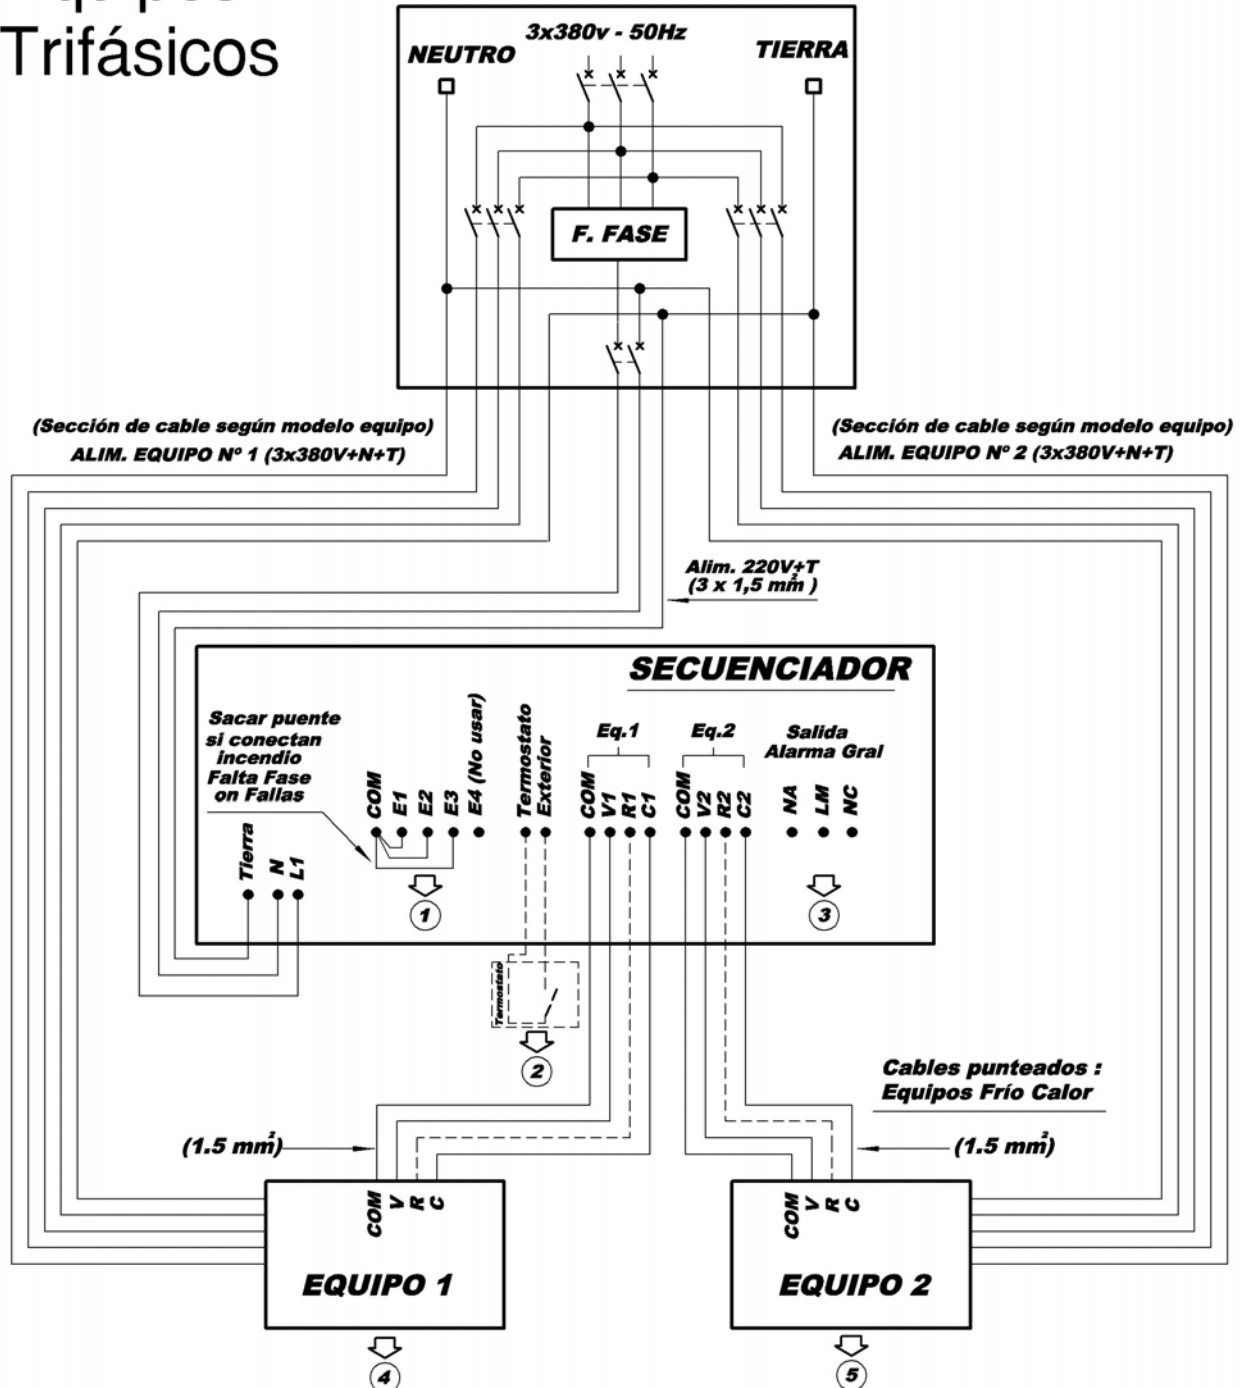 Trifásicos
3x380v - 50Hz
NEUTRO
TIERRA
F. FASE
(Sección de cable según modelo equipo)
ALIM. EQUIPO Nº 1 (3x380V+N+T)
(Sección de cable según modelo equipo)
ALIM. EQUIPO Nº 2 (3x380V+N+T)
Alim. 220V+T
(3 x 1,5 mm²)
SECUENCIADOR
Sacar puente
si conectan
incendio
Falta Fase
on Fallas
Tierra
N
L1
COM
E1
E2
E3
E4 (No usar)
Termostato
Exterior
Eq.1
COM
V1
R1
C1
Eq.2
COM
V2
R2
C2
Salida
Alarma Gral
NA
LM
NC
1
3
Termostato
2
Cables punteados :
Equipos Frío Calor
(1.5 mm²)
(1.5 mm²)
COM
V
R
C
EQUIPO 1
COM
V
R
C
EQUIPO 2
4
5